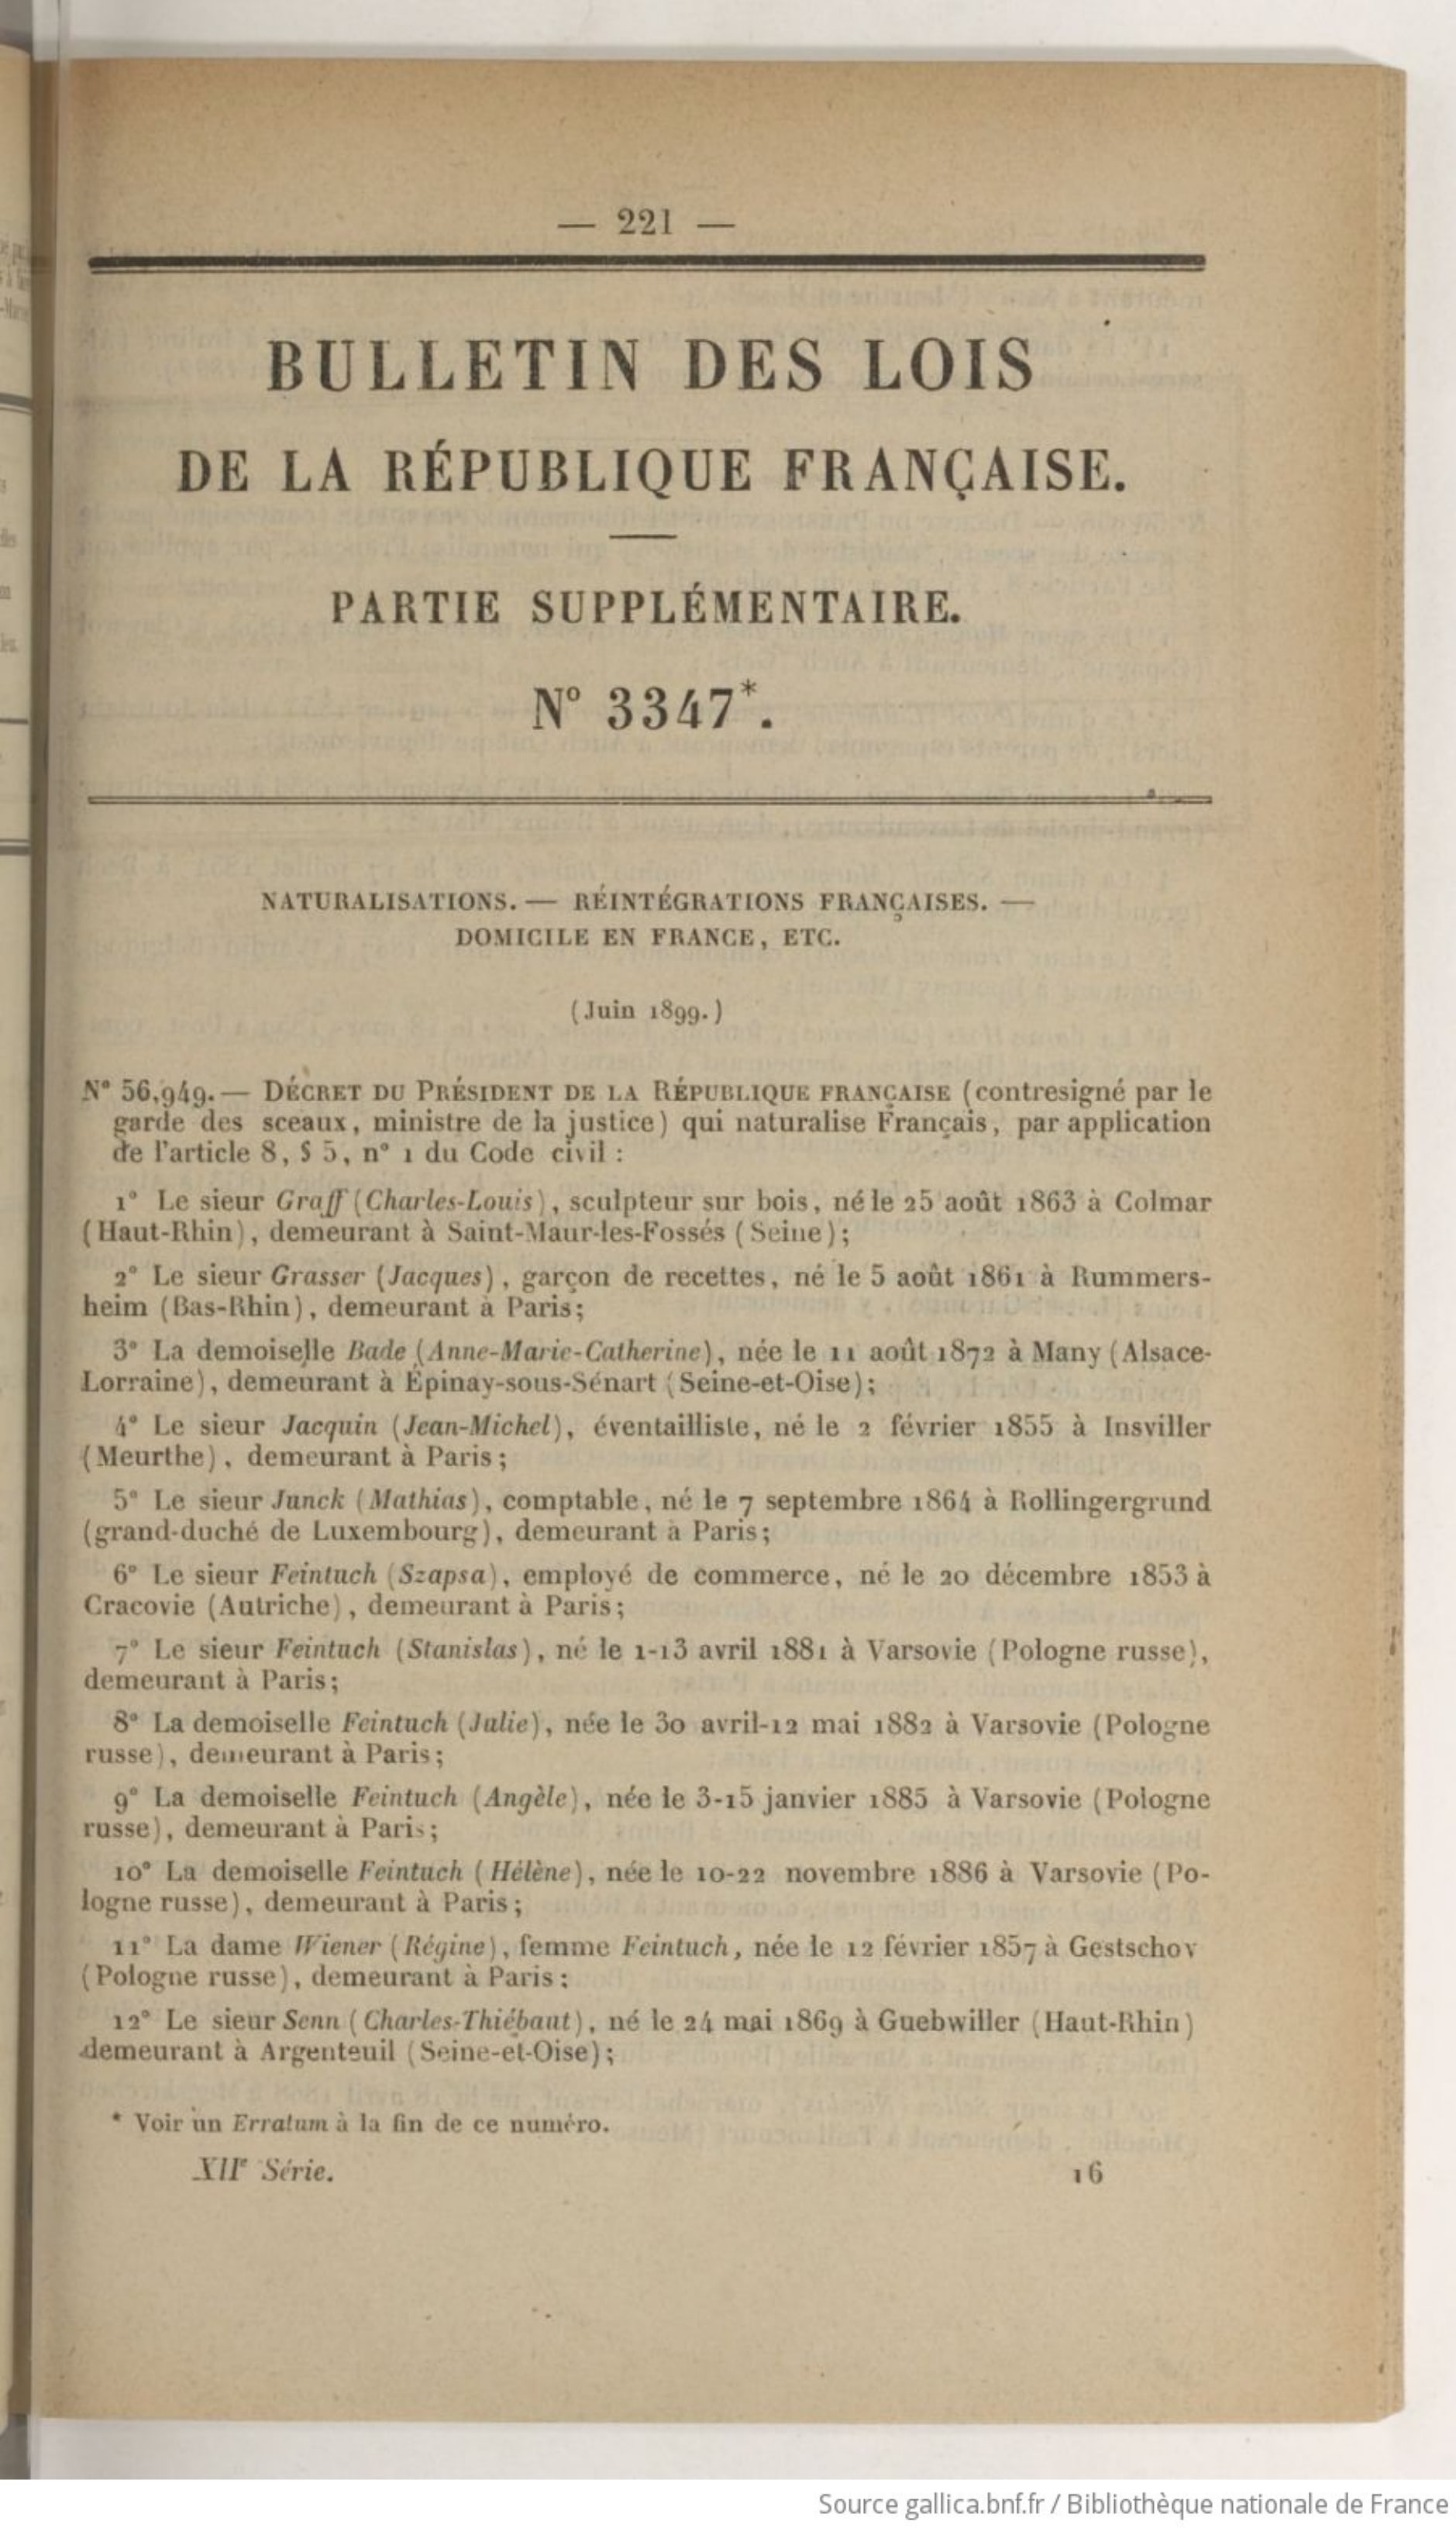 — 221 —
BULLETIN DES LOIS
DE LA RÉPUBLIQUE FRANÇAISE.
PARTIE SUPPLÉMENTAIRE.
N° 3347*.
NATURALISATIONS. — RÉINTÉGRATIONS FRANÇAISES. —
DOMICILE EN FRANCE, ETC.
(Juin 1899.)
N° 56,949. — DÉCRET DU PRÉSIDENT DE LA RÉPUBLIQUE FRANÇAISE (contresigné par le
garde des sceaux, ministre de la justice) qui naturalise Français, par application
de l'article 8, § 5, n° 1 du Code civil :
1° Le sieur Graff (Charles-Louis), sculpteur sur bois, né le 25 août 1863 à Colmar
(Haut-Rhin), demeurant à Saint-Maur-les-Fossés (Seine);
2° Le sieur Grasser (Jacques), garçon de recettes, né le 5 août 1861 à Rummers-
heim (Bas-Rhin), demeurant à Paris;
3° La demoiselle Bade (Anne-Marie-Catherine), née le 11 août 1872 à Many (Alsace-
Lorraine), demeurant à Épinay-sous-Sénart (Seine-et-Oise);
4° Le sieur Jacquin (Jean-Michel), éventailliste, né le 2 février 1855 à Insviller
(Meurthe), demeurant à Paris;
5° Le sieur Junck (Mathias), comptable, né le 7 septembre 1864 à Rollingergrund
(grand-duché de Luxembourg), demeurant à Paris;
6° Le sieur Feintuch (Szapsa), employé de commerce, né le 20 décembre 1853 à
Cracovie (Autriche), demeurant à Paris;
7° Le sieur Feintuch (Stanislas), né le 1-13 avril 1881 à Varsovie (Pologne russe),
demeurant à Paris;
8° La demoiselle Feintuch (Julie), née le 30 avril-12 mai 1882 à Varsovie (Pologne
russe), demeurant à Paris;
9° La demoiselle Feintuch (Angèle), née le 3-15 janvier 1885 à Varsovie (Pologne
russe), demeurant à Paris;
10° La demoiselle Feintuch (Hélène), née le 10-22 novembre 1886 à Varsovie (Po-
logne russe), demeurant à Paris;
11° La dame Wiener (Régine), femme Feintuch, née le 12 février 1857 à Gestschov
(Pologne russe), demeurant à Paris;
12° Le sieur Senn (Charles-Thiébaut), né le 24 mai 1869 à Guebwiller (Haut-Rhin)
demeurant à Argenteuil (Seine-et-Oise);
* Voir un Erratum à la fin de ce numéro.
XIIe Série. 16
Source gallica.bnf.fr / Bibliothèque nationale de France